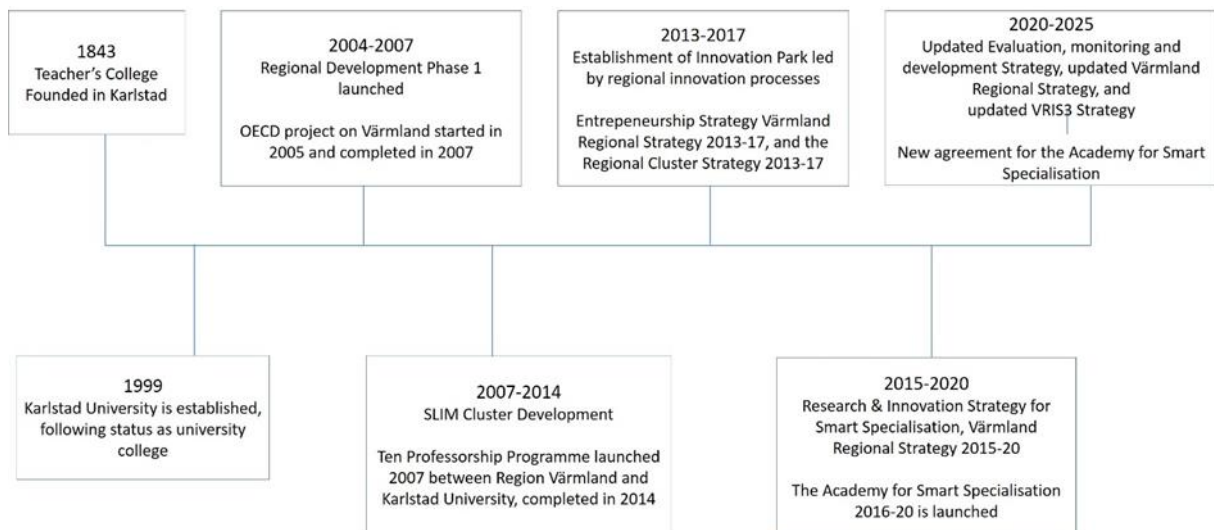 1843
Teacher's College
Founded in Karlstad
2004-2007
Regional Development Phase 1
launched
OECD project on Värmland started in
2005 and completed in 2007
2013-2017
Establishment of Innovation Park led
by regional innovation processes
Entrepeneurship Strategy Värmland
Regional Strategy 2013-17, and the
Regional Cluster Strategy 2013-17
2020-2025
Updated Evaluation, monitoring and
development Strategy, updated Värmland
Regional Strategy, and
updated VRIS3 Strategy
New agreement for the Academy for Smart
Specialisation
1999
Karlstad University is established,
following status as university
college
2007-2014
SLIM Cluster Development
Ten Professorship Programme launched
2007 between Region Värmland and
Karlstad University, completed in 2014
2015-2020
Research & Innovation Strategy for
Smart Specialisation, Värmland
Regional Strategy 2015-20
The Academy for Smart Specialisation
2016-20 is launched